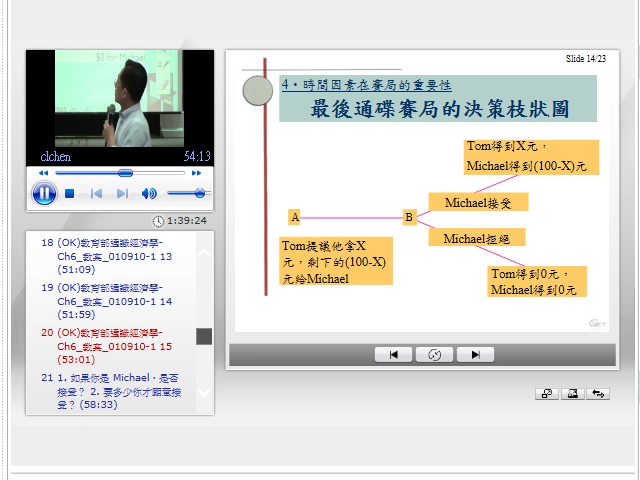 $0 for Michael
clchen
54:13
1:39:24
18 (OK)教育部通識經濟學-
Ch6_教案_010910-1 13
(51:09)
19 (OK)教育部通識經濟學-
Ch6_教案_010910-1 14
(51:59)
20 (OK)教育部通識經濟學-
Ch6_教案_010910-1 15
(53:01)
21 1. 如果你是 Michael，是否
接受？ 2. 要多少你才願意接
受？ (58:33)
Slide 14/23
4‧時間因素在賽局的重要性
最後通碟賽局的決策枝狀圖
Tom得到X元，
Michael得到(100-X)元
Michael接受
A
B
Michael拒絕
Tom提議他拿X
元，剩下的(100-X)
元給Michael
Tom得到0元，
Michael得到0元